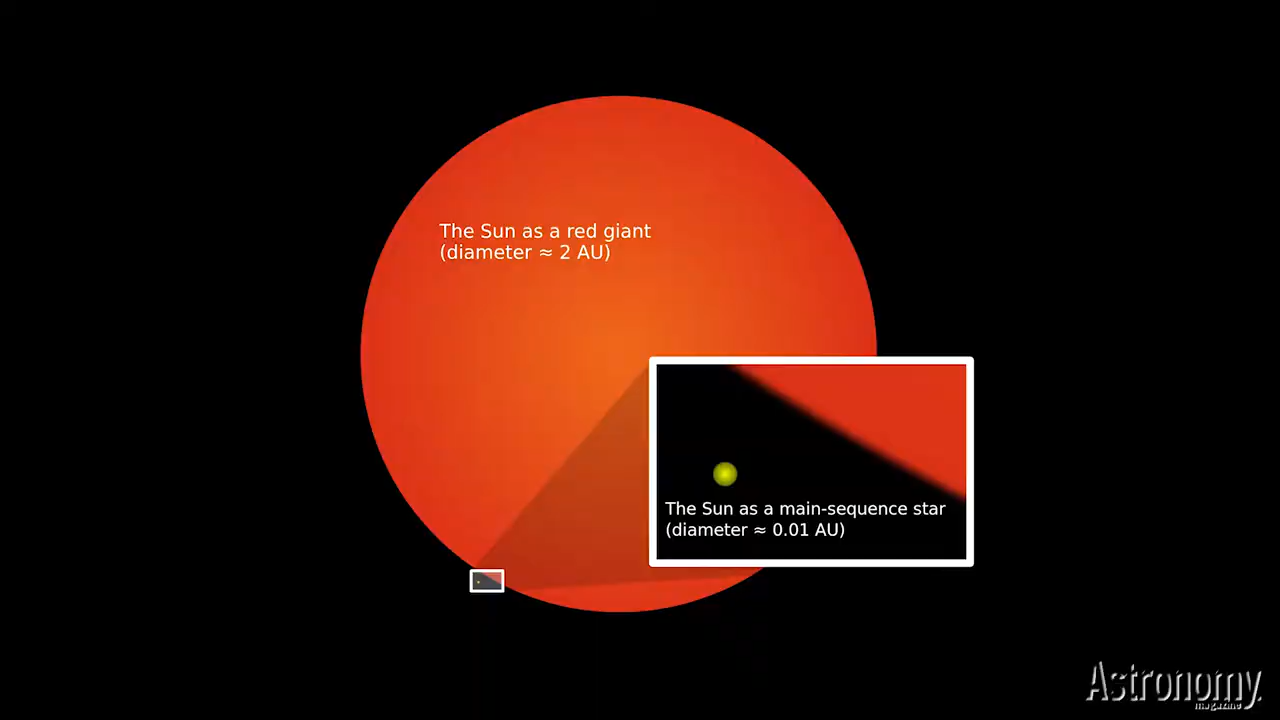 The Sun as a red giant
(diameter ≈ 2 AU)
The Sun as a main-sequence star
(diameter ≈ 0.01 AU)
Astronomy
magazine